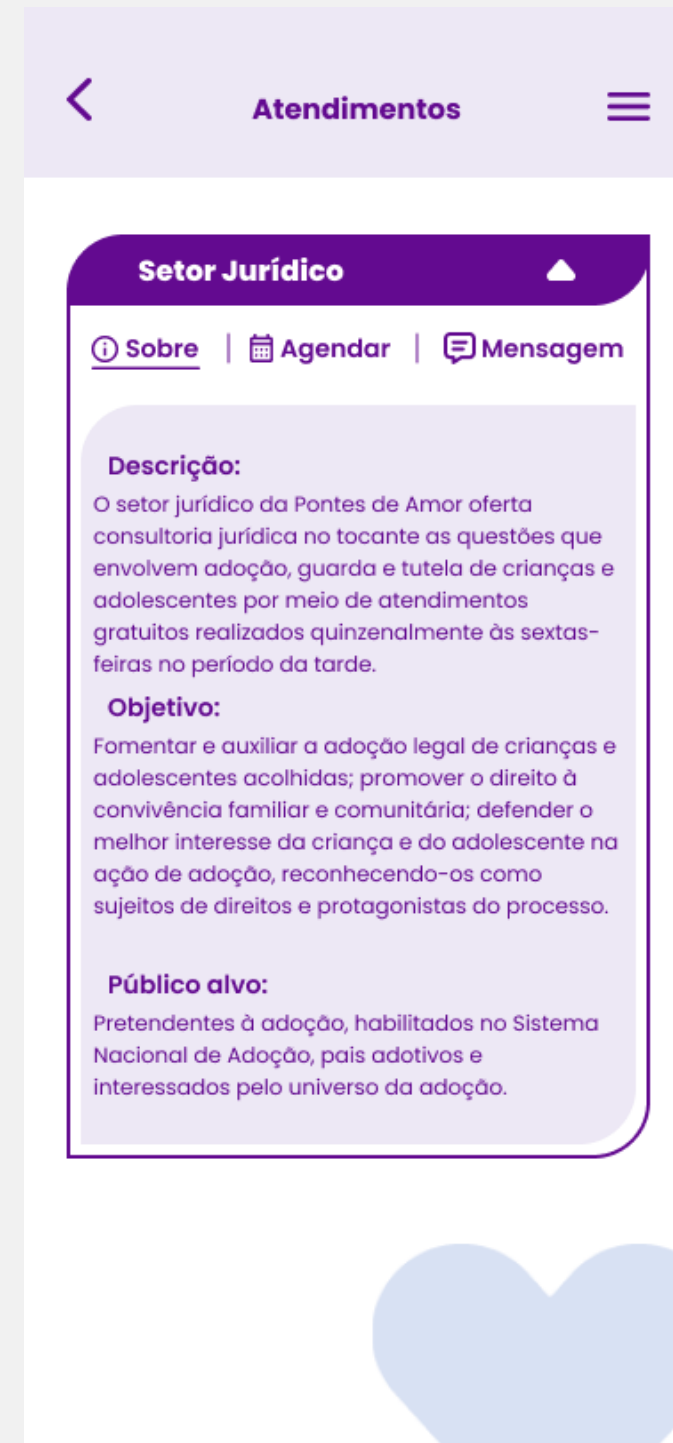 Atendimentos
Setor Jurídico
Sobre | Agendar | Mensagem
Descrição:
O setor jurídico da Pontes de Amor oferta
consultoria jurídica no tocante as questões que
envolvem adoção, guarda e tutela de crianças e
adolescentes por meio de atendimentos
gratuitos realizados quinzenalmente às sextas-
feiras no período da tarde.
Objetivo:
Fomentar e auxiliar a adoção legal de crianças e
adolescentes acolhidas; promover o direito à
convivência familiar e comunitária; defender o
melhor interesse da criança e do adolescente na
ação de adoção, reconhecendo-os como
sujeitos de direitos e protagonistas do processo.
Público alvo:
Pretendentes à adoção, habilitados no Sistema
Nacional de Adoção, pais adotivos e
interessados pelo universo da adoção.